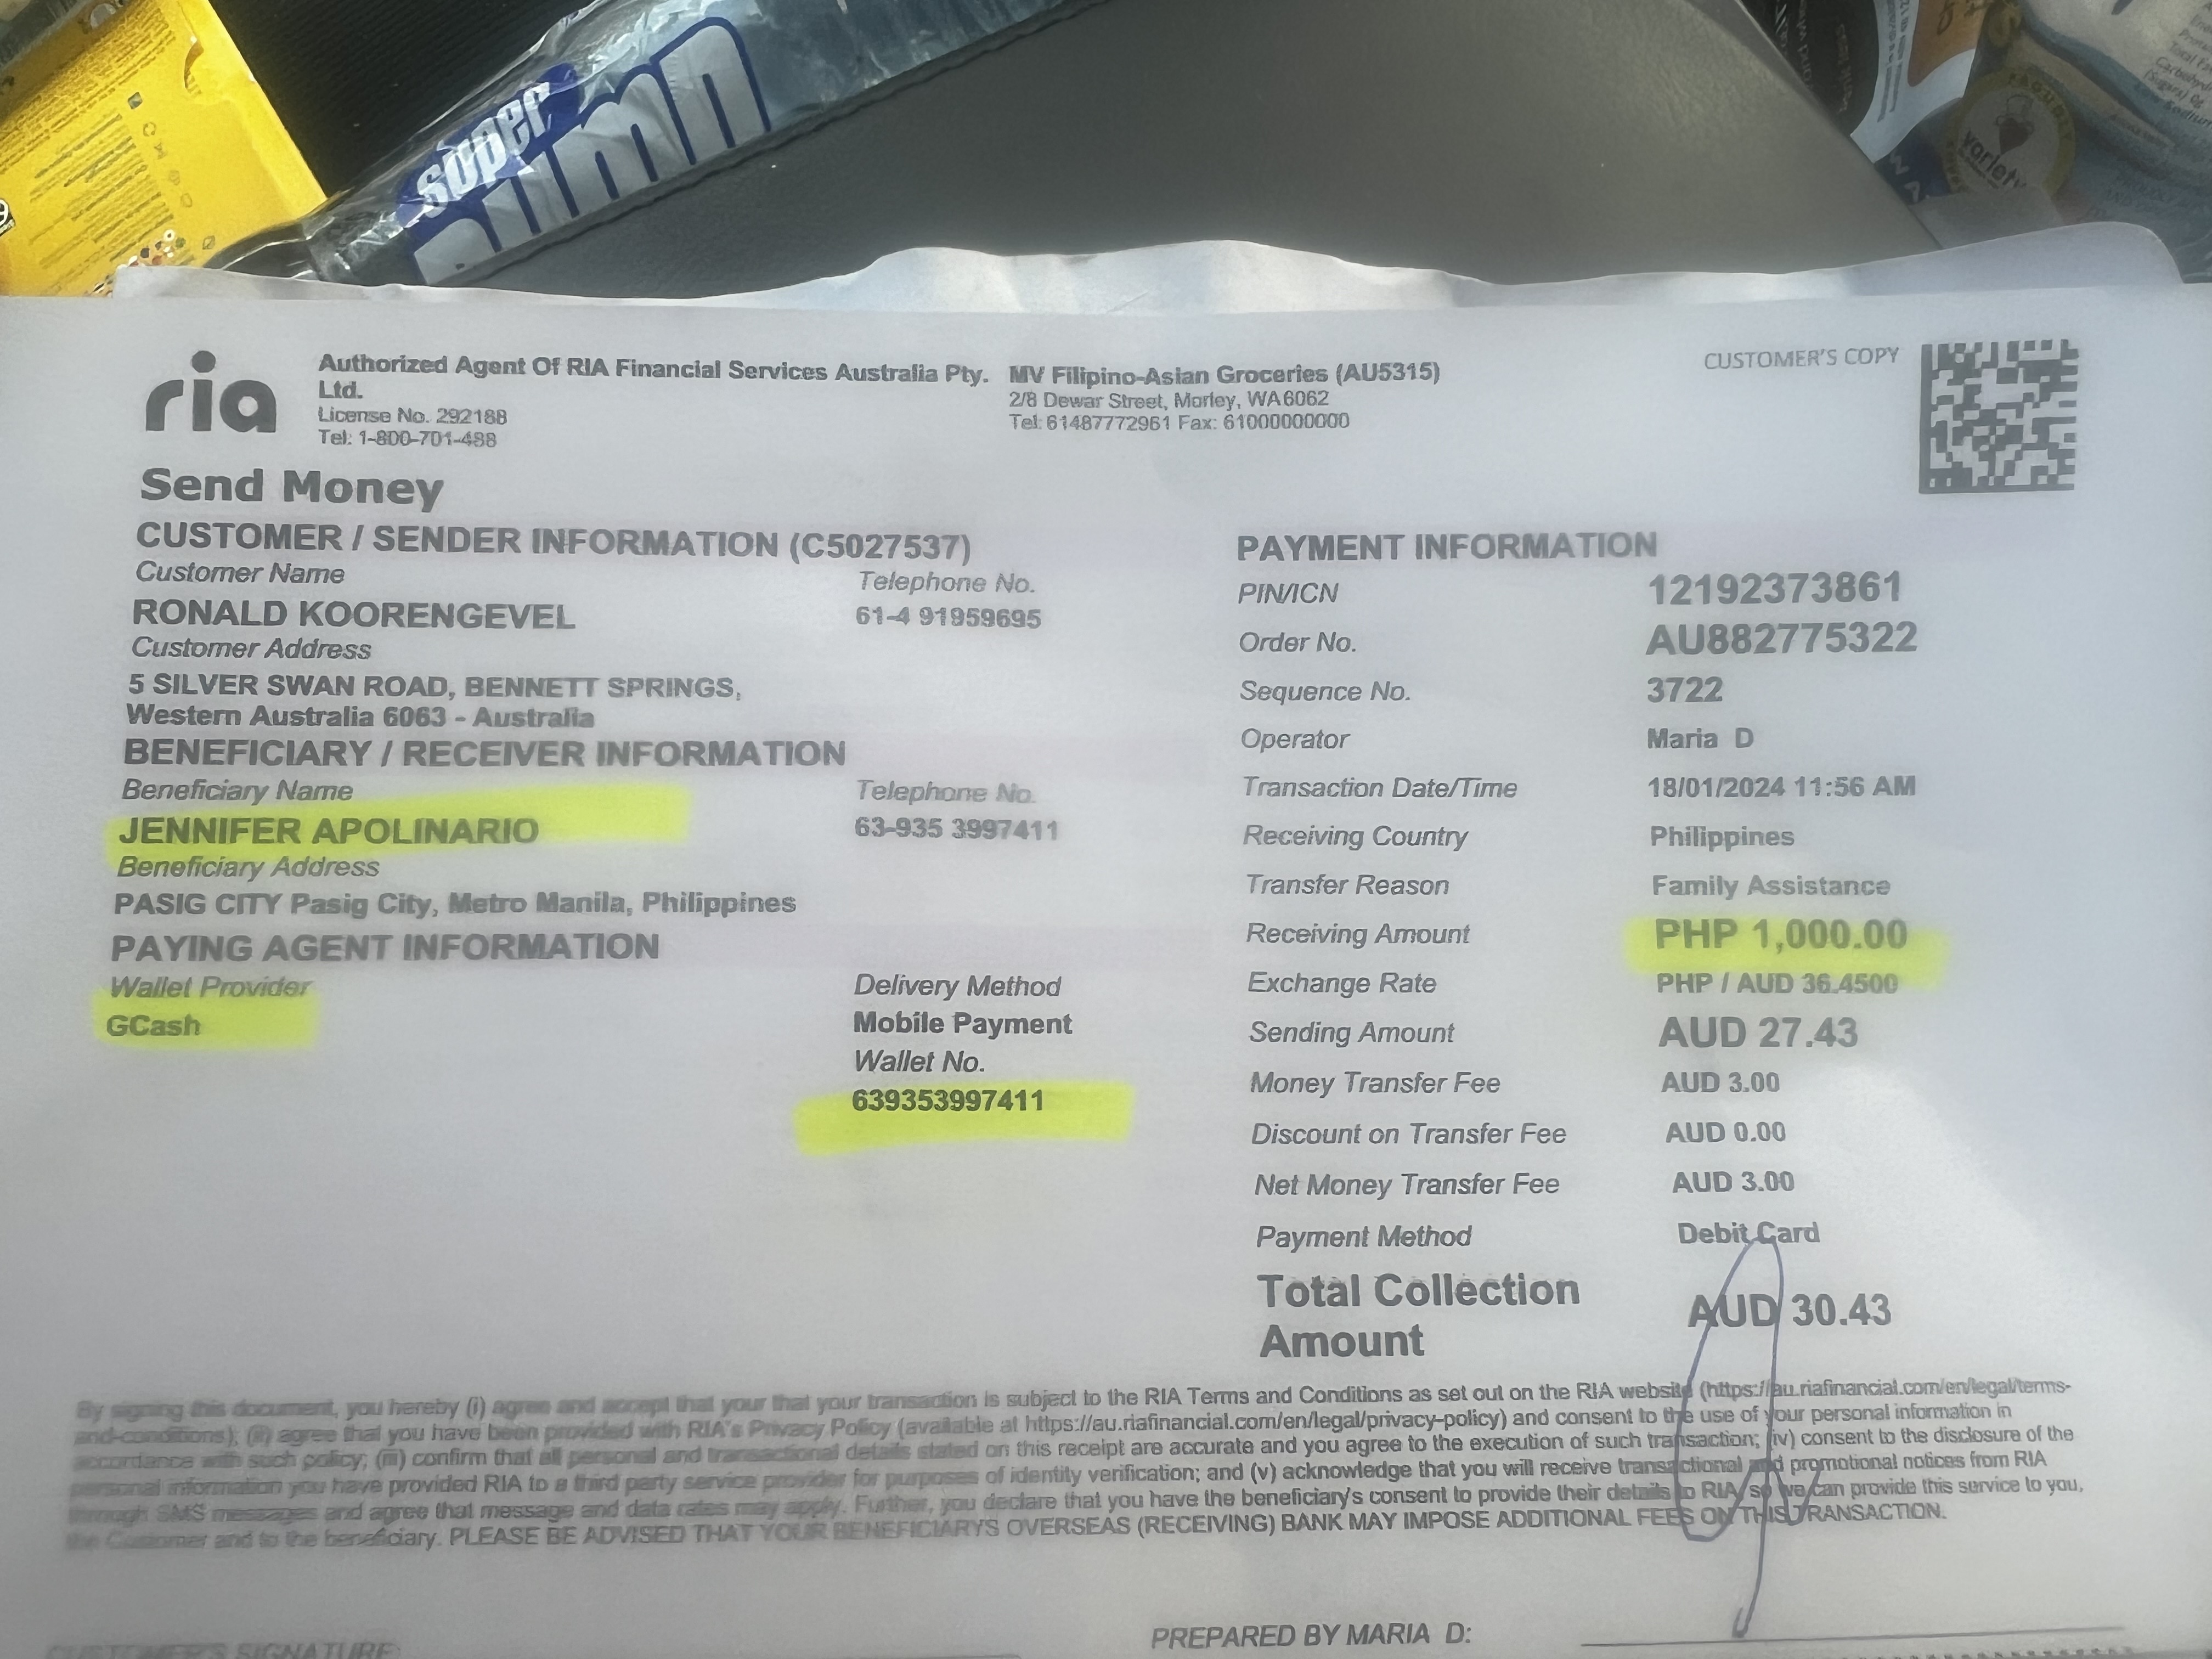 super
variety
ria
Authorized Agent Of RIA Financial Services Australia Pty. Ltd.
License No. 292188
Tel: 1-800-701-488
MV Filipino-Asian Groceries (AU5315)
2/8 Dewar Street, Morley, WA6062
Tel: 61487772961 Fax: 61000000000
CUSTOMER'S COPY
Send Money
CUSTOMER / SENDER INFORMATION (C5027537)
Customer Name
Telephone No.
RONALD KOORENGEVEL
61-4 91959695
Customer Address
5 SILVER SWAN ROAD, BENNETT SPRINGS,
Western Australia 6063 - Australia
BENEFICIARY / RECEIVER INFORMATION
Beneficiary Name
Telephone No.
JENNIFER APOLINARIO
63-935 3997411
Beneficiary Address
PASIG CITY Pasig City, Metro Manila, Philippines
PAYING AGENT INFORMATION
Wallet Provider
Delivery Method
GCash
Mobile Payment
Wallet No.
639353997411
PAYMENT INFORMATION
PIN/ICN 12192373861
Order No. AU882775322
Sequence No. 3722
Operator Maria D
Transaction Date/Time 18/01/2024 11:56 AM
Receiving Country Philippines
Transfer Reason Family Assistance
Receiving Amount PHP 1,000.00
Exchange Rate PHP / AUD 36.4500
Sending Amount AUD 27.43
Money Transfer Fee AUD 3.00
Discount on Transfer Fee AUD 0.00
Net Money Transfer Fee AUD 3.00
Payment Method Debit Card
Total Collection Amount AUD 30.43
By signing this document, you hereby (i) agree and accept that your that your transaction is subject to the RIA Terms and Conditions as set out on the RIA website (https://au.riafinancial.com/en/legal/terms-
and-conditions); (ii) agree that you have been provided with RIA's Privacy Policy (available at https://au.riafinancial.com/en/legal/privacy-policy) and consent to the use of your personal information in
accordance with such policy; (iii) confirm that all personal and transactional details stated on this receipt are accurate and you agree to the execution of such transaction; (iv) consent to the disclosure of the
personal information you have provided RIA to a third party service provider for purposes of identity verification; and (v) acknowledge that you will receive transactional and promotional notices from RIA
through SMS messages and agree that message and data rates may apply. Further, you declare that you have the beneficiary's consent to provide their details to RIA, so we can provide this service to you,
the Customer and to the beneficiary. PLEASE BE ADVISED THAT YOUR BENEFICIARY'S OVERSEAS (RECEIVING) BANK MAY IMPOSE ADDITIONAL FEES ON THIS TRANSACTION.
CUSTOMER'S SIGNATURE
PREPARED BY MARIA D: